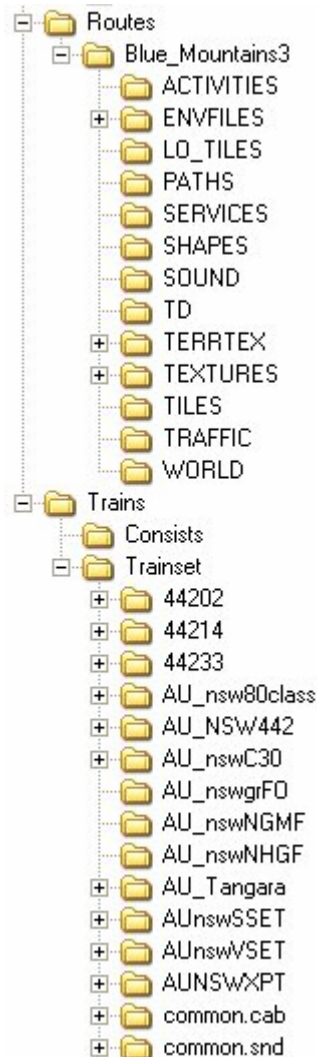 Routes
Blue_Mountains3
ACTIVITIES
ENVFILES
LO_TILES
PATHS
SERVICES
SHAPES
SOUND
TD
TERRTEX
TEXTURES
TILES
TRAFFIC
WORLD
Trains
Consists
Trainset
44202
44214
44233
AU_nsw80class
AU_NSW442
AU_nswC30
AU_nswgrFO
AU_nswNGMF
AU_nswNHGF
AU_Tangara
AUnswSSET
AUnswVSET
AUNSWXPT
common.cab
common.snd